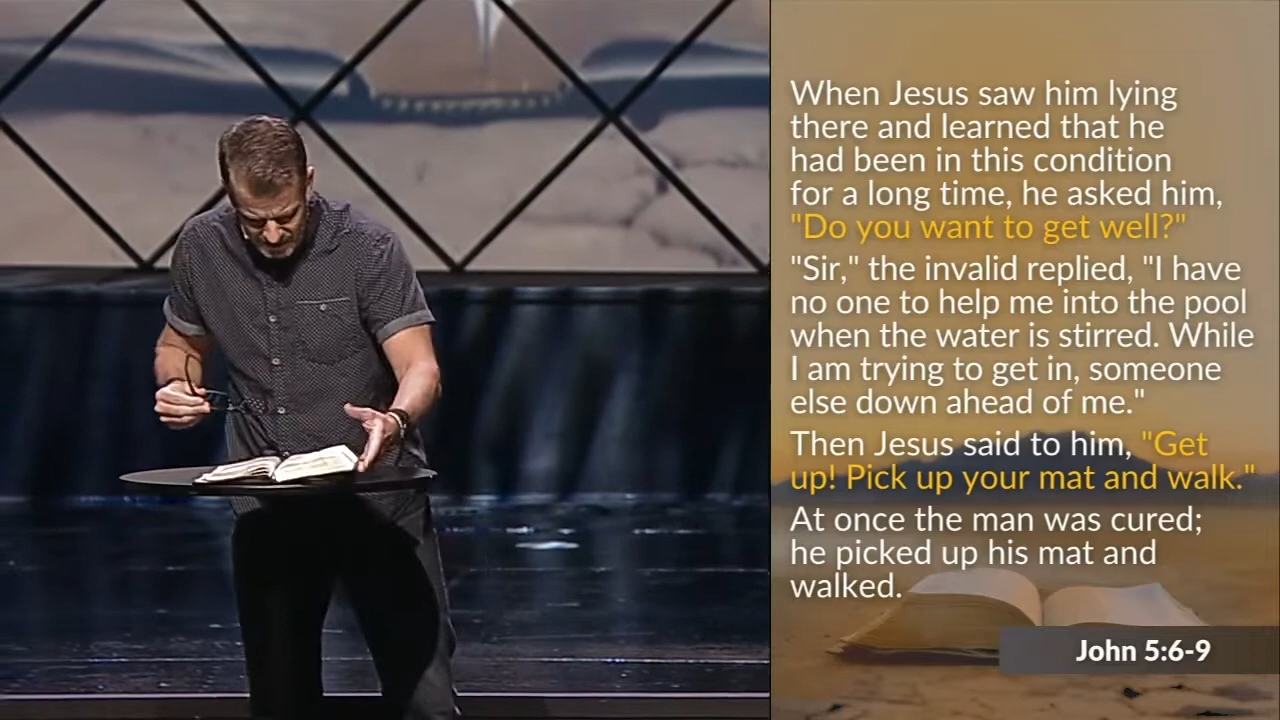 When Jesus saw him lying
there and learned that he
had been in this condition
for a long time, he asked him,
"Do you want to get well?"
"Sir," the invalid replied, "I have
no one to help me into the pool
when the water is stirred. While
I am trying to get in, someone
else down ahead of me."
Then Jesus said to him, "Get
up! Pick up your mat and walk."
At once the man was cured;
he picked up his mat and
walked.
John 5:6-9